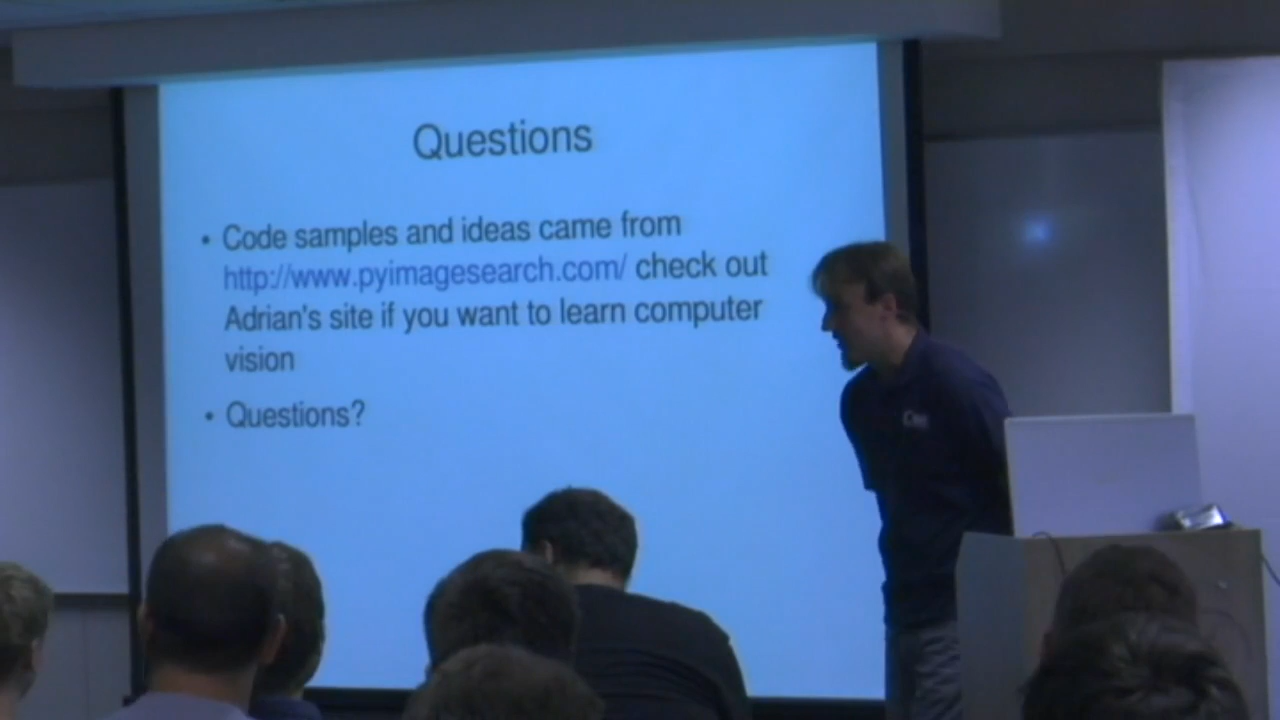 Questions
• Code samples and ideas came from
http://www.pyimagesearch.com/ check out
Adrian's site if you want to learn computer
vision
• Questions?